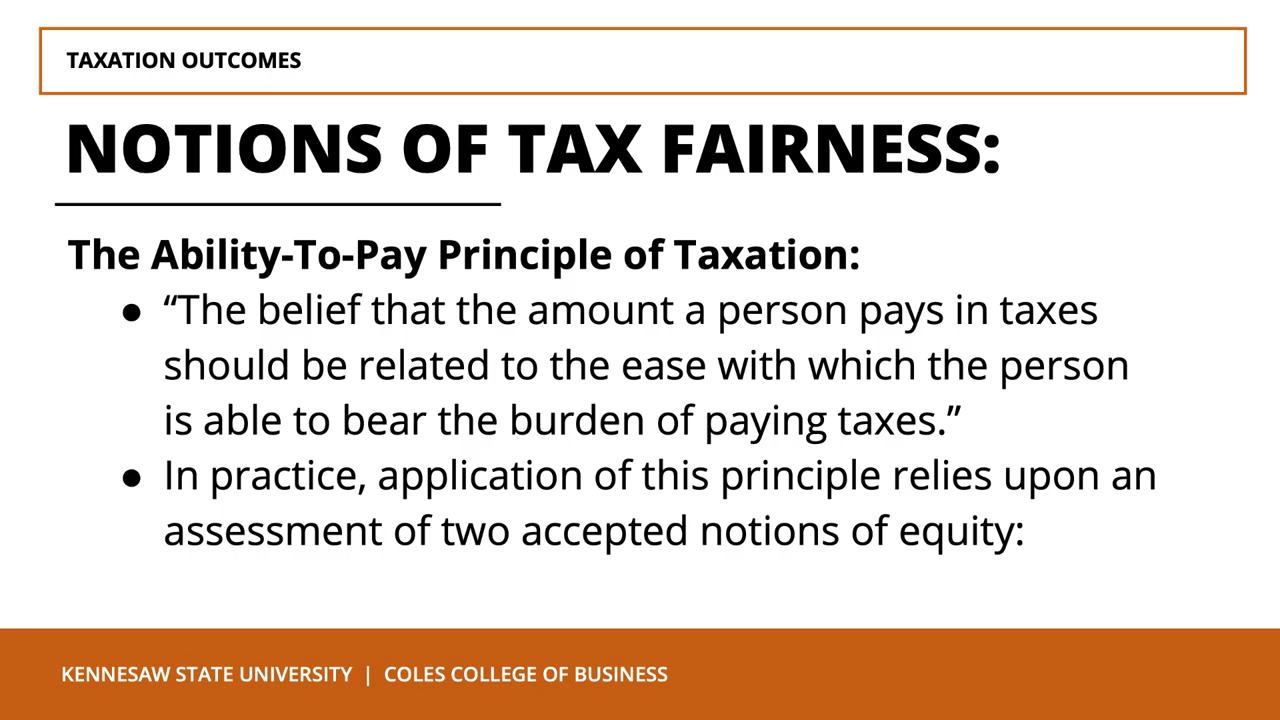 TAXATION OUTCOMES
NOTIONS OF TAX FAIRNESS:
The Ability-To-Pay Principle of Taxation:
● “The belief that the amount a person pays in taxes
should be related to the ease with which the person
is able to bear the burden of paying taxes.”
● In practice, application of this principle relies upon an
assessment of two accepted notions of equity:
KENNESAW STATE UNIVERSITY | COLES COLLEGE OF BUSINESS